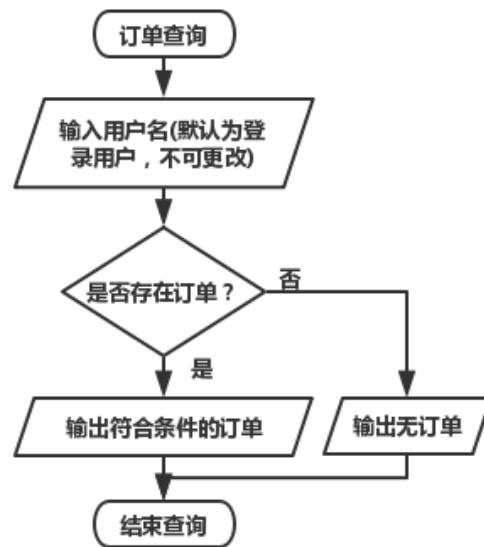 订单查询
输入用户名(默认为登
录用户，不可更改)
是否存在订单？
否
是
输出符合条件的订单
输出无订单
结束查询